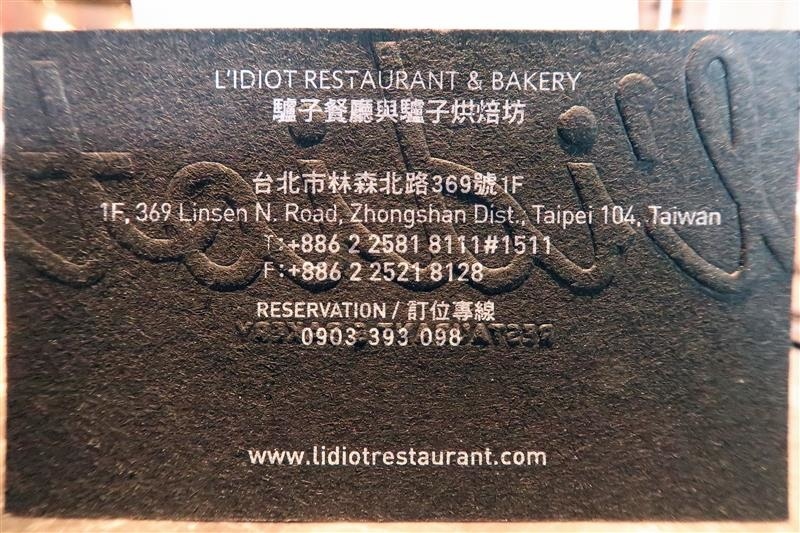 L'IDIOT RESTAURANT & BAKERY
驢子餐廳與驢子烘焙坊
台北市林森北路369號1F
1F, 369 Linsen N. Road, Zhongshan Dist., Taipei 104, Taiwan
T:+886 2 2581 8111#1511
F:+886 2 2521 8128
RESERVATION / 訂位專線
0903 393 098
www.lidiotrestaurant.com